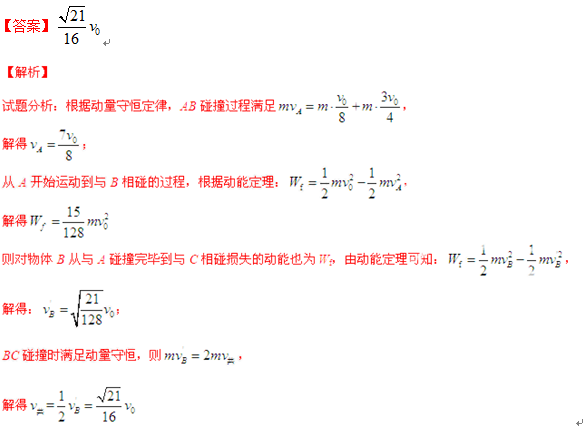 【答案】$\frac{\sqrt{21}}{16}v_0$
【解析】
试题分析：根据动量守恒定律，AB 碰撞过程满足 $mv_A=m\cdot\frac{v_0}{8}+m\cdot\frac{3v_0}{4}$，
解得 $v_A=\frac{7v_0}{8}$；
从 A 开始运动到与 B 相碰的过程，根据动能定理：$W_f=\frac{1}{2}mv_0^2-\frac{1}{2}mv_A^2$，
解得 $W_f=\frac{15}{128}mv_0^2$
则对物体 B 从与 A 碰撞完毕到与 C 相碰损失的动能也为 $W_f$，由动能定理可知：$W_f=\frac{1}{2}mv_B^2-\frac{1}{2}mv_B'^2$，
解得：$v_B'=\sqrt{\frac{21}{128}}v_0$；
BC 碰撞时满足动量守恒，则 $mv_B'=2mv_{共}$，
解得 $v_{共}=\frac{1}{2}v_B'=\frac{\sqrt{21}}{16}v_0$